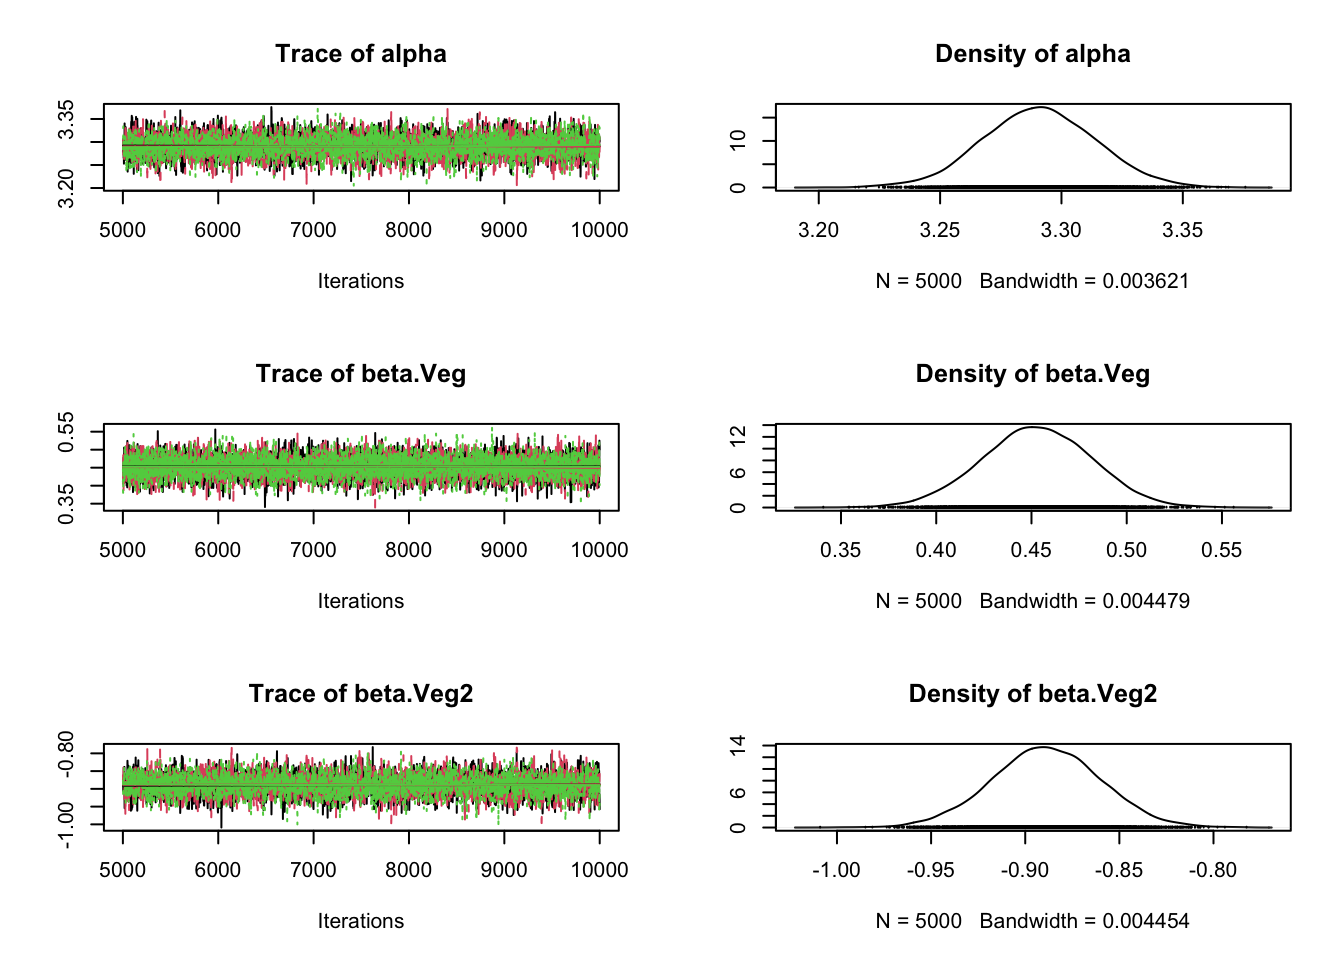 Trace of alpha
3.20 3.35
5000 6000 7000 8000 9000 10000
Iterations
Density of alpha
0 10
3.20 3.25 3.30 3.35
N = 5000 Bandwidth = 0.003621
Trace of beta.Veg
0.35 0.55
5000 6000 7000 8000 9000 10000
Iterations
Density of beta.Veg
0 6 12
0.35 0.40 0.45 0.50 0.55
N = 5000 Bandwidth = 0.004479
Trace of beta.Veg2
-1.00 -0.80
5000 6000 7000 8000 9000 10000
Iterations
Density of beta.Veg2
0 6 14
-1.00 -0.95 -0.90 -0.85 -0.80
N = 5000 Bandwidth = 0.004454